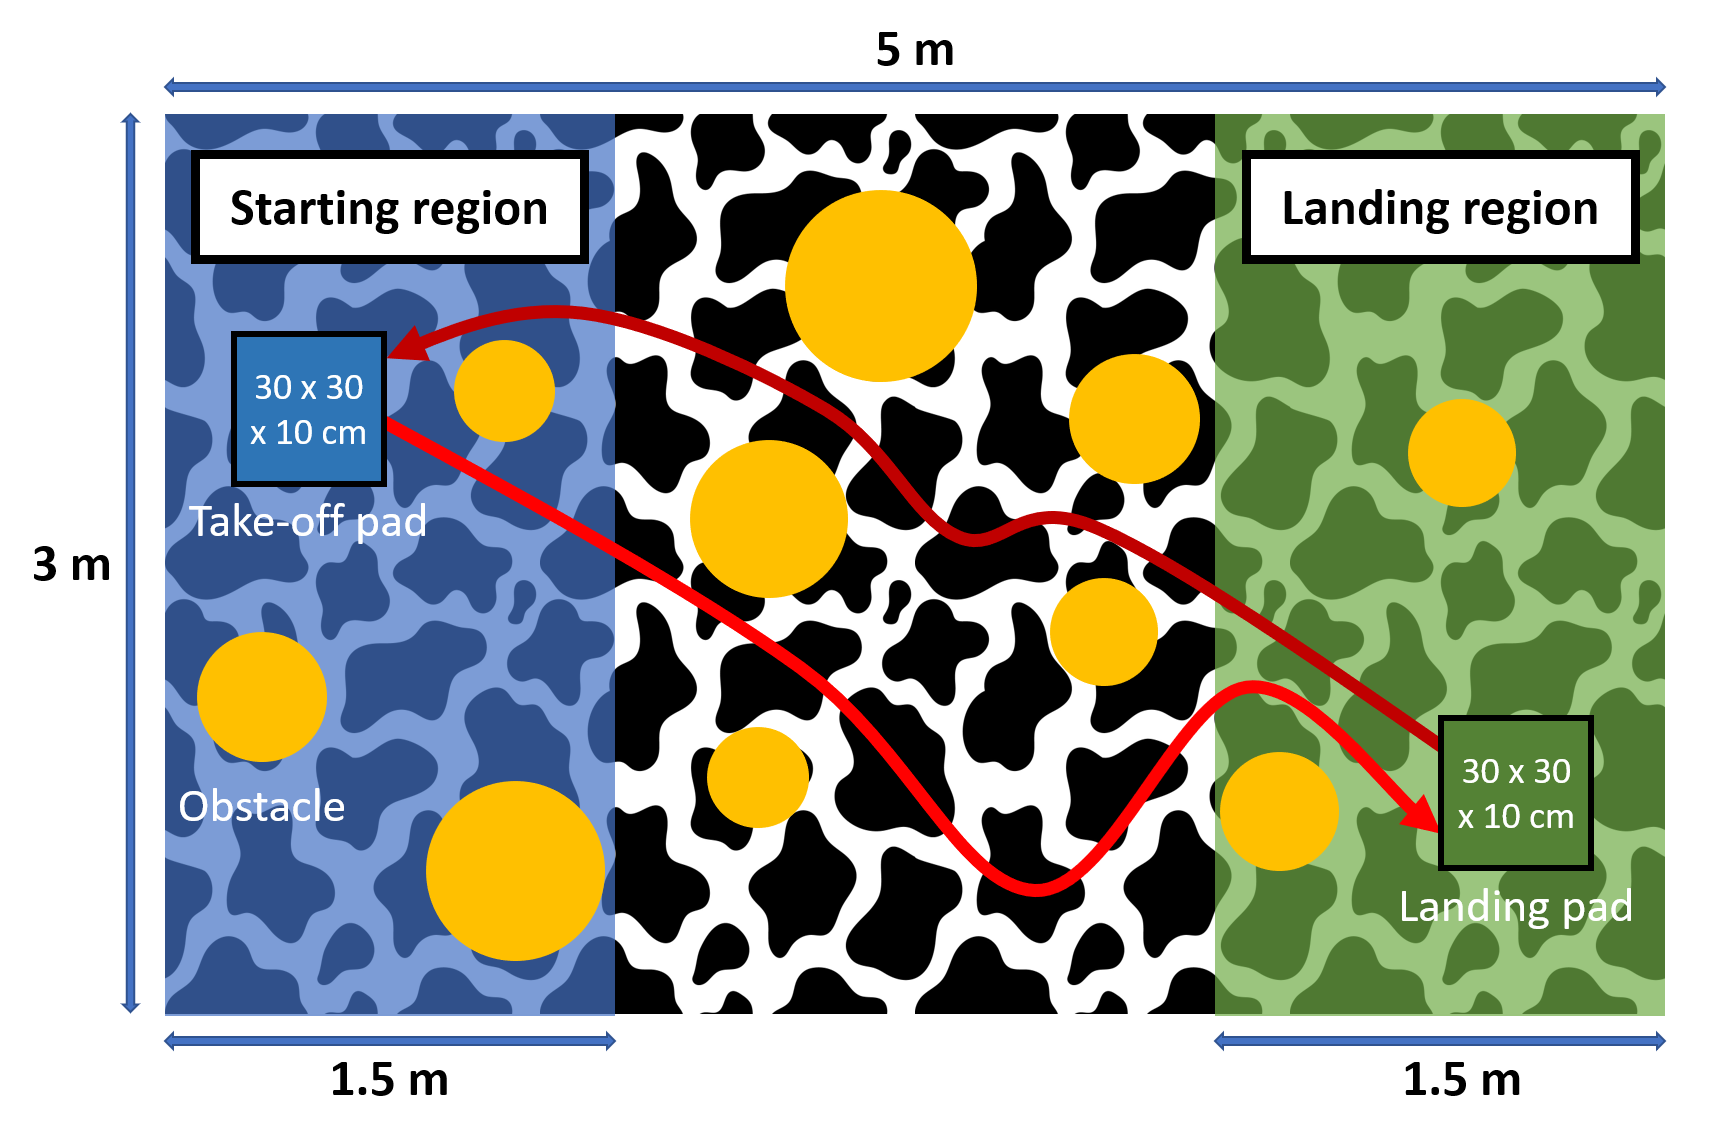 5 m
Starting region
Landing region
30 x 30
x 10 cm
Take-off pad
3 m
Obstacle
30 x 30
x 10 cm
Landing pad
1.5 m
1.5 m